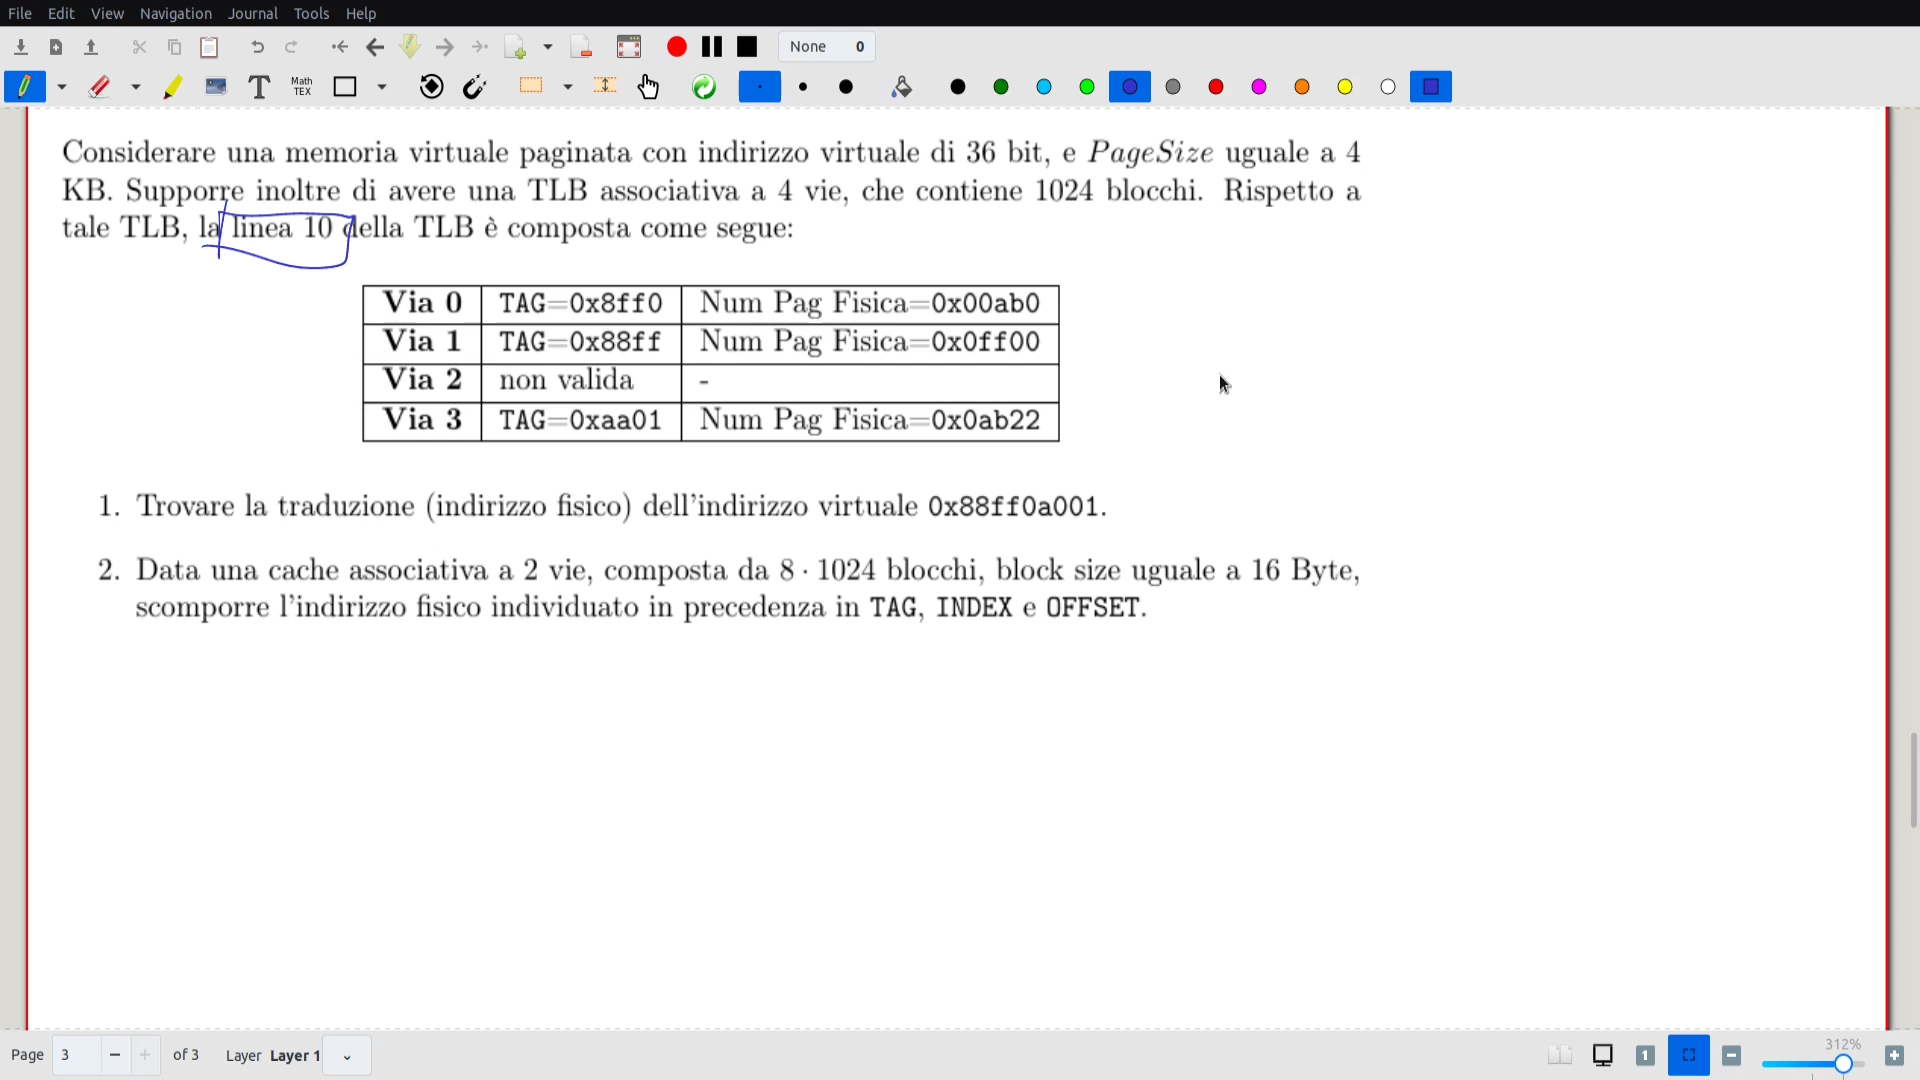 File Edit View Navigation Journal Tools Help
None 0
T Math TEX
Considerare una memoria virtuale paginata con indirizzo virtuale di 36 bit, e PageSize uguale a 4
KB. Supporre inoltre di avere una TLB associativa a 4 vie, che contiene 1024 blocchi. Rispetto a
tale TLB, la linea 10 della TLB è composta come segue:
Via 0 TAG=0x8ff0 Num Pag Fisica=0x00ab0
Via 1 TAG=0x88ff Num Pag Fisica=0x0ff00
Via 2 non valida -
Via 3 TAG=0xaa01 Num Pag Fisica=0x0ab22
1. Trovare la traduzione (indirizzo fisico) dell'indirizzo virtuale 0x88ff0a001.
2. Data una cache associativa a 2 vie, composta da 8 · 1024 blocchi, block size uguale a 16 Byte,
scomporre l'indirizzo fisico individuato in precedenza in TAG, INDEX e OFFSET.
Page 3 − + of 3 Layer Layer 1 1 312%